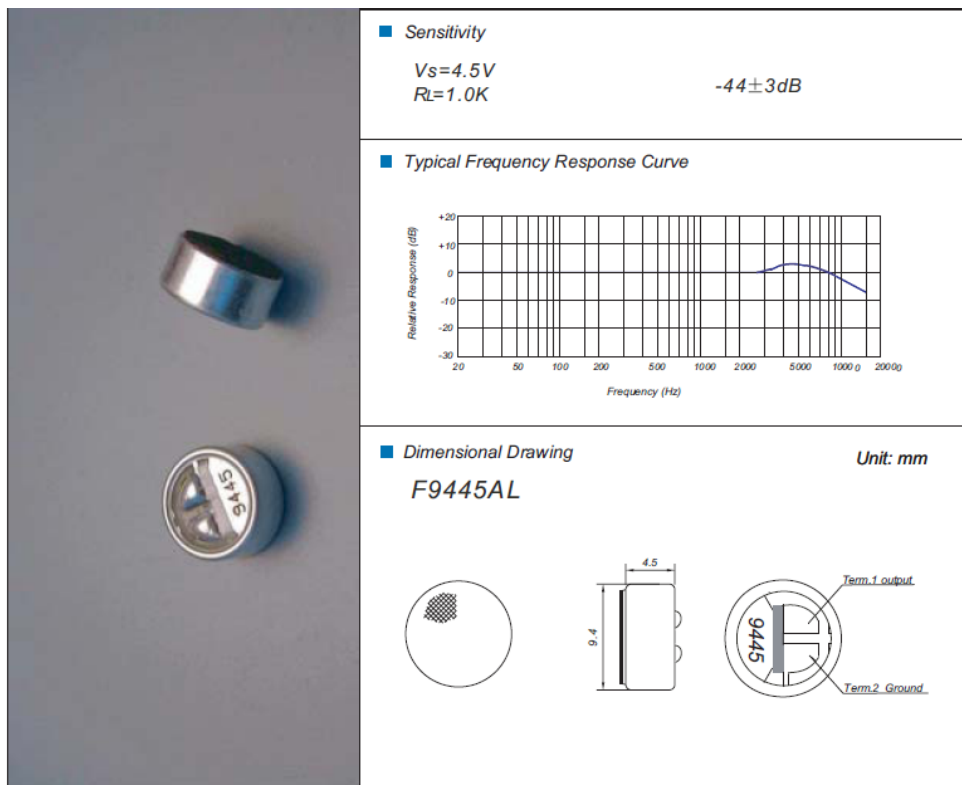 Sensitivity
Vs=4.5V
RL=1.0K
-44±3dB
Typical Frequency Response Curve
Relative Response (dB)
+20
+10
0
-10
-20
-30
20 50 100 200 500 1000 2000 5000 10000 20000
Frequency (Hz)
Dimensional Drawing
Unit: mm
F9445AL
4.5
9.4
Term.1 output
9445
Term.2 Ground
9445